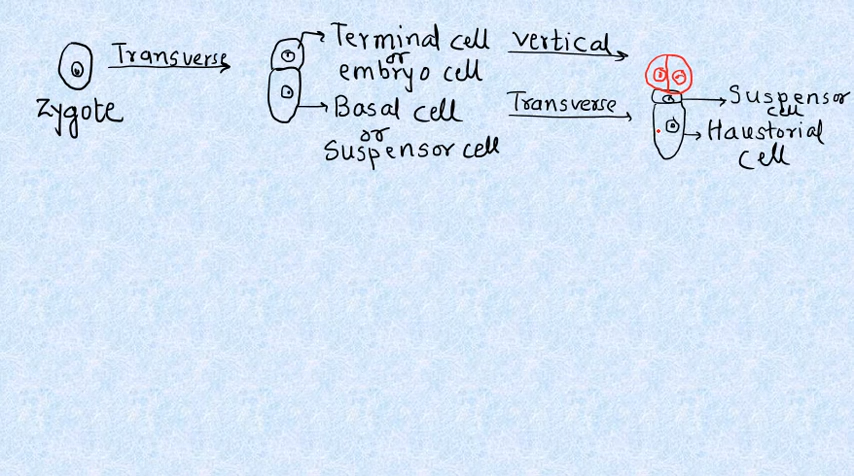 Transverse
Zygote
Terminal cell
or
embryo cell
Basal cell
or
Suspensor cell
vertical
Transverse
Suspensor
cell
Haustorial
cell